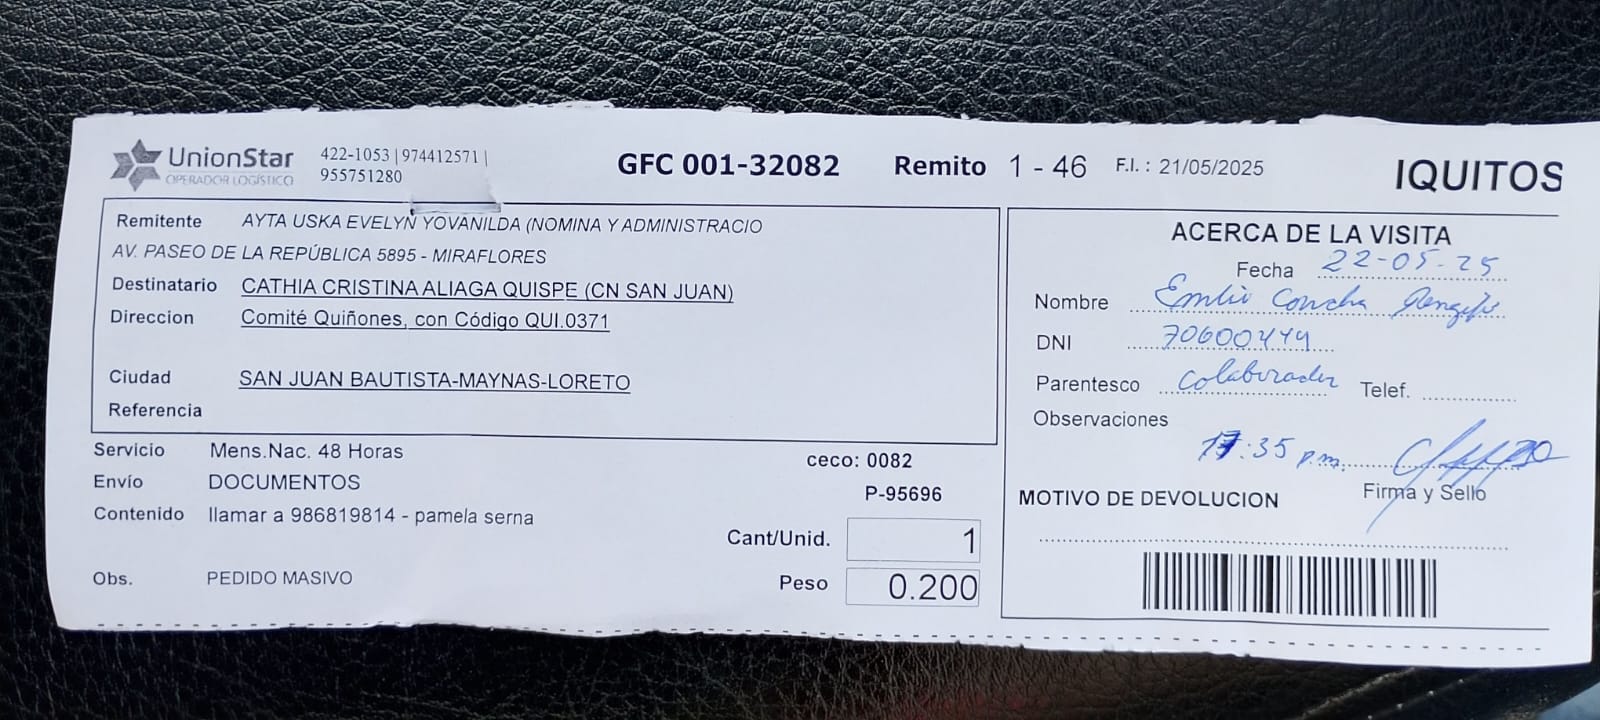 UnionStar
OPERADOR LOGÍSTICO
422-1053 | 974412571 |
955751280
GFC 001-32082
Remito 1 - 46
F.I. : 21/05/2025
IQUITOS
Remitente AYTA USKA EVELYN YOVANILDA (NOMINA Y ADMINISTRACIO
AV. PASEO DE LA REPÚBLICA 5895 - MIRAFLORES
Destinatario CATHIA CRISTINA ALIAGA QUISPE (CN SAN JUAN)
Direccion Comité Quiñones, con Código QUI.0371
Ciudad SAN JUAN BAUTISTA-MAYNAS-LORETO
Referencia
Servicio Mens.Nac. 48 Horas
Envío DOCUMENTOS
Contenido llamar a 986819814 - pamela serna
Obs. PEDIDO MASIVO
ceco: 0082
P-95696
Cant/Unid. 1
Peso 0.200
ACERCA DE LA VISITA
Fecha 22-05-25
Nombre Emilio Concha
DNI
Parentesco Colaborador Telef.
Observaciones
17:35 p.m.
Firma y Sello
MOTIVO DE DEVOLUCION